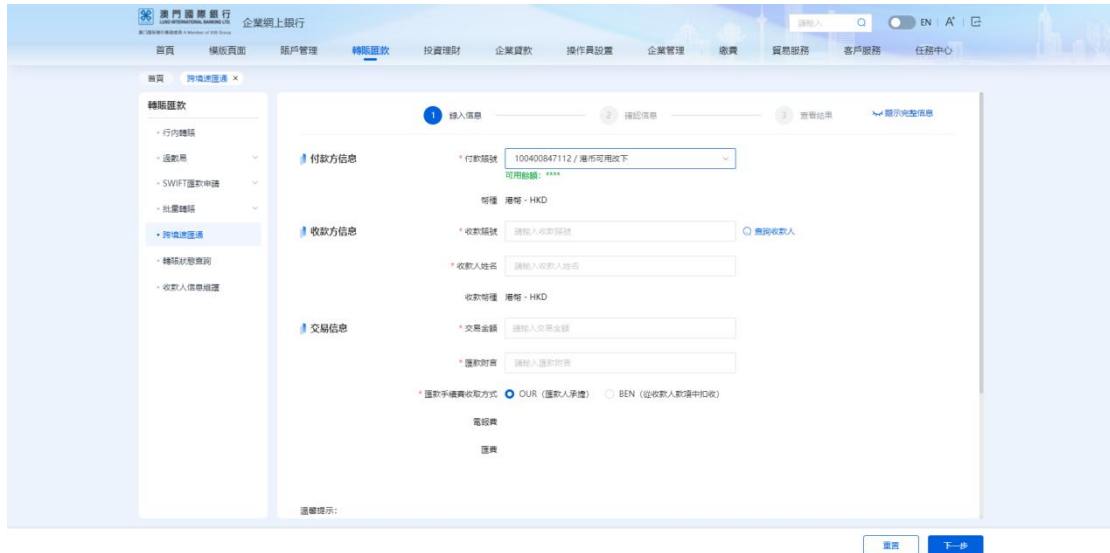 澳門國際銀行 企業網上銀行
LUSO INTERNATIONAL BANKING LTD.
請輸入 EN
首頁 模版頁面 賬戶管理 轉賬匯款 投資理財 企業貸款 操作員設置 企業管理 繳費 貿易服務 客戶服務 任務中心
首頁 跨境速匯通 ×
轉賬匯款
行內轉賬
SWIFT匯款申請
批量轉賬
跨境速匯通
轉賬狀態查詢
收款人信息維護
1 錄入信息 2 確認信息 3 查看結果 顯示完整信息
付款方信息 * 付款賬號 100400847112 / 港币可用改下
可用餘額：****
幣種 港幣 - HKD
收款方信息 * 收款賬號 請輸入收款賬號 查詢收款人
* 收款人姓名 請輸入收款人姓名
收款幣種 港幣 - HKD
交易信息 * 交易金額 請輸入交易金額
* 匯款附言 請輸入匯款附言
* 匯款手續費收取方式 OUR（匯款人承擔） BEN（從收款人款項中扣收）
電報費
匯費
溫馨提示：
重置 下一步